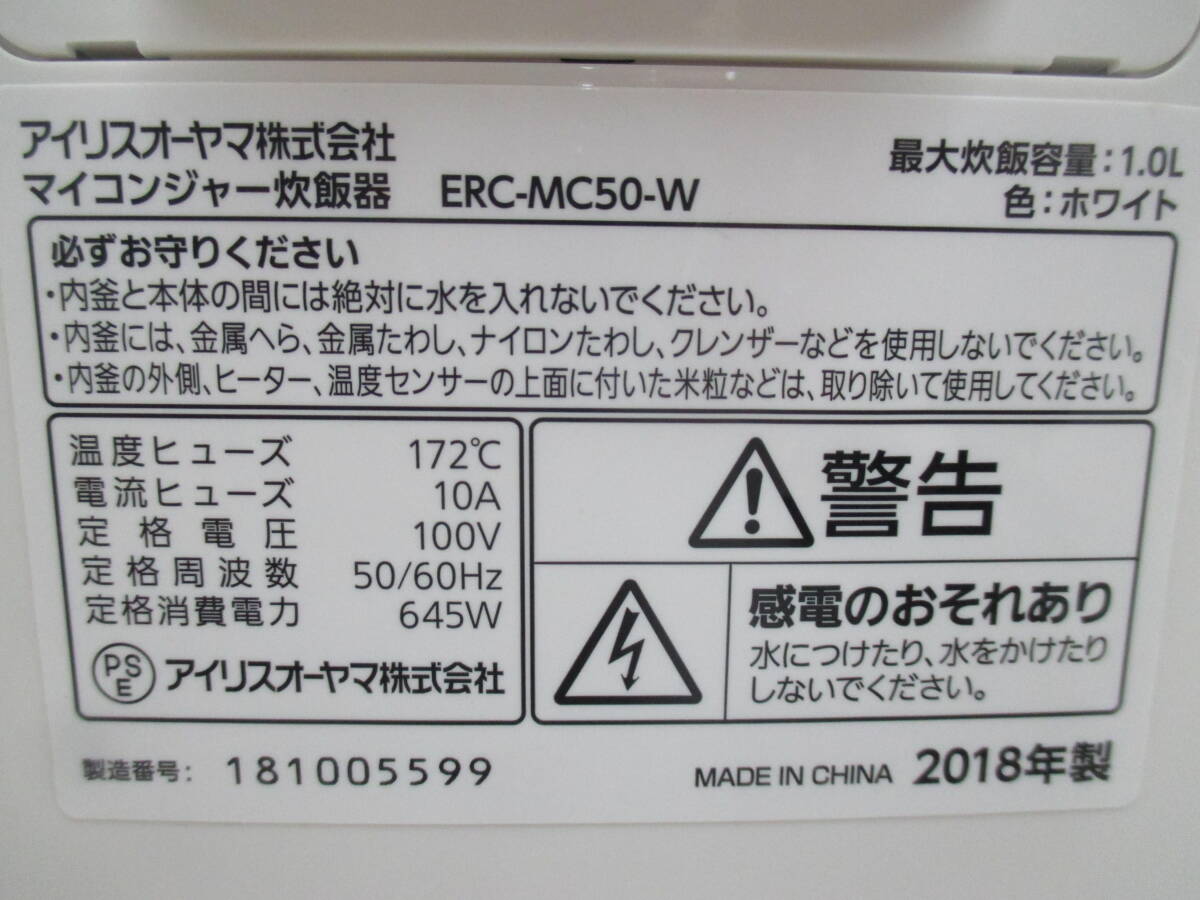 アイリスオーヤマ株式会社
マイコンジャー炊飯器 ERC-MC50-W
最大炊飯容量：1.0L
色：ホワイト
必ずお守りください
・内釜と本体の間には絶対に水を入れないでください。
・内釜には、金属へら、金属たわし、ナイロンたわし、クレンザーなどを使用しないでください。
・内釜の外側、ヒーター、温度センサーの上面に付いた米粒などは、取り除いて使用してください。
温度ヒューズ 172℃
電流ヒューズ 10A
定格電圧 100V
定格周波数 50/60Hz
定格消費電力 645W
PSE アイリスオーヤマ株式会社
警告
感電のおそれあり
水につけたり、水をかけたり
しないでください。
製造番号：181005599
MADE IN CHINA 2018年製